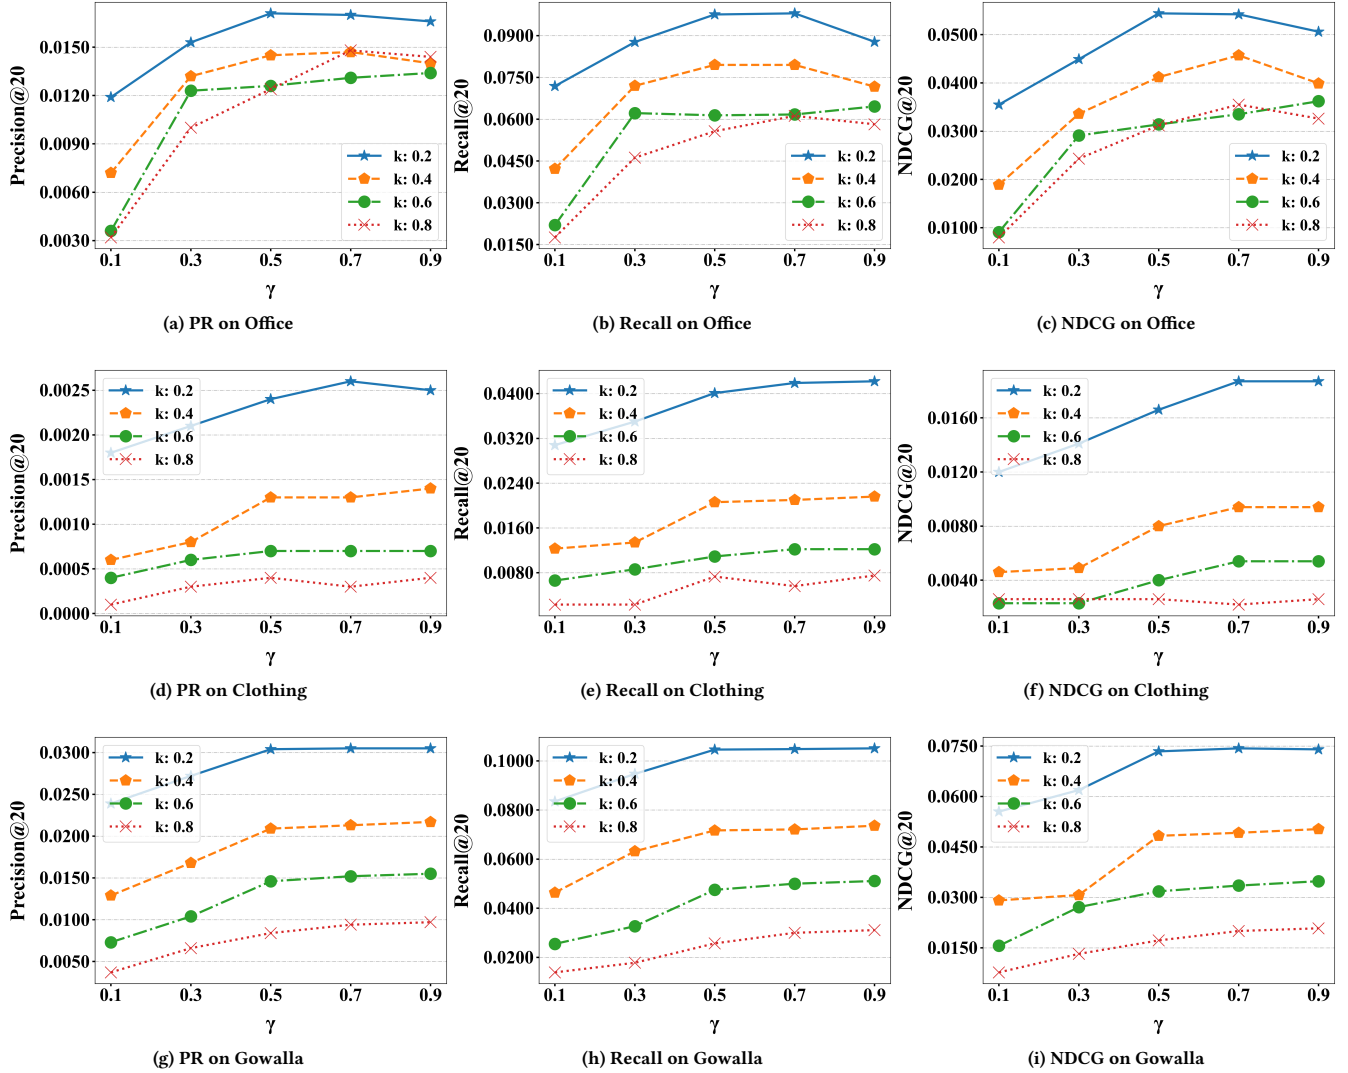 Precision@20
0.0150
0.0120
0.0090
0.0060
0.0030
k: 0.2
k: 0.4
k: 0.6
k: 0.8
0.1 0.3 0.5 0.7 0.9
γ
(a) PR on Office
Recall@20
0.0900
0.0750
0.0600
0.0450
0.0300
0.0150
k: 0.2
k: 0.4
k: 0.6
k: 0.8
0.1 0.3 0.5 0.7 0.9
γ
(b) Recall on Office
NDCG@20
0.0500
0.0400
0.0300
0.0200
0.0100
k: 0.2
k: 0.4
k: 0.6
k: 0.8
0.1 0.3 0.5 0.7 0.9
γ
(c) NDCG on Office
Precision@20
0.0025
0.0020
0.0015
0.0010
0.0005
0.0000
k: 0.2
k: 0.4
k: 0.6
k: 0.8
0.1 0.3 0.5 0.7 0.9
γ
(d) PR on Clothing
Recall@20
0.0400
0.0320
0.0240
0.0160
0.0080
k: 0.2
k: 0.4
k: 0.6
k: 0.8
0.1 0.3 0.5 0.7 0.9
γ
(e) Recall on Clothing
NDCG@20
0.0160
0.0120
0.0080
0.0040
k: 0.2
k: 0.4
k: 0.6
k: 0.8
0.1 0.3 0.5 0.7 0.9
γ
(f) NDCG on Clothing
Precision@20
0.0300
0.0250
0.0200
0.0150
0.0100
0.0050
k: 0.2
k: 0.4
k: 0.6
k: 0.8
0.1 0.3 0.5 0.7 0.9
γ
(g) PR on Gowalla
Recall@20
0.1000
0.0800
0.0600
0.0400
0.0200
k: 0.2
k: 0.4
k: 0.6
k: 0.8
0.1 0.3 0.5 0.7 0.9
γ
(h) Recall on Gowalla
NDCG@20
0.0750
0.0600
0.0450
0.0300
0.0150
k: 0.2
k: 0.4
k: 0.6
k: 0.8
0.1 0.3 0.5 0.7 0.9
γ
(i) NDCG on Gowalla